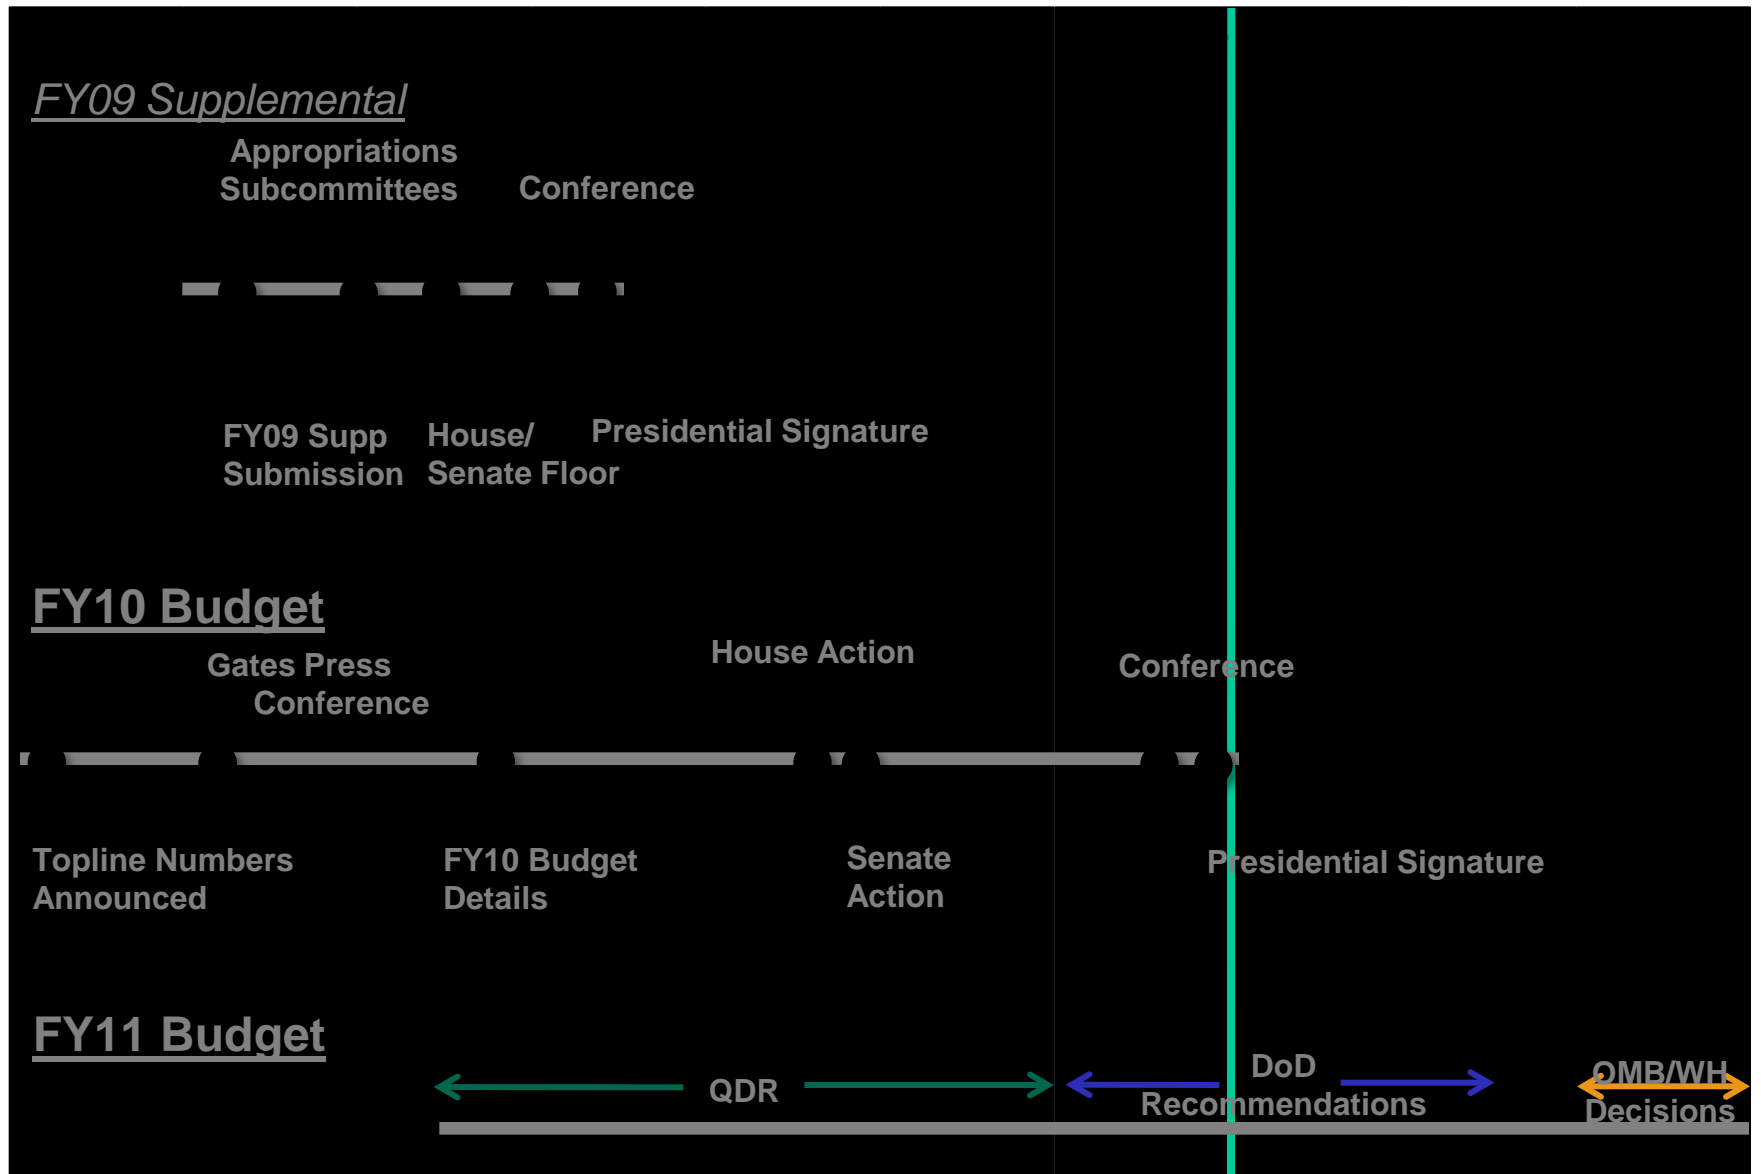 FY09 Supplemental
Appropriations
Subcommittees
Conference
FY09 Supp
Submission
House/
Senate Floor
Presidential Signature
FY10 Budget
Gates Press
Conference
House Action
Conference
Topline Numbers
Announced
FY10 Budget
Details
Senate
Action
Presidential Signature
FY11 Budget
QDR
DoD
Recommendations
OMB/WH
Decisions